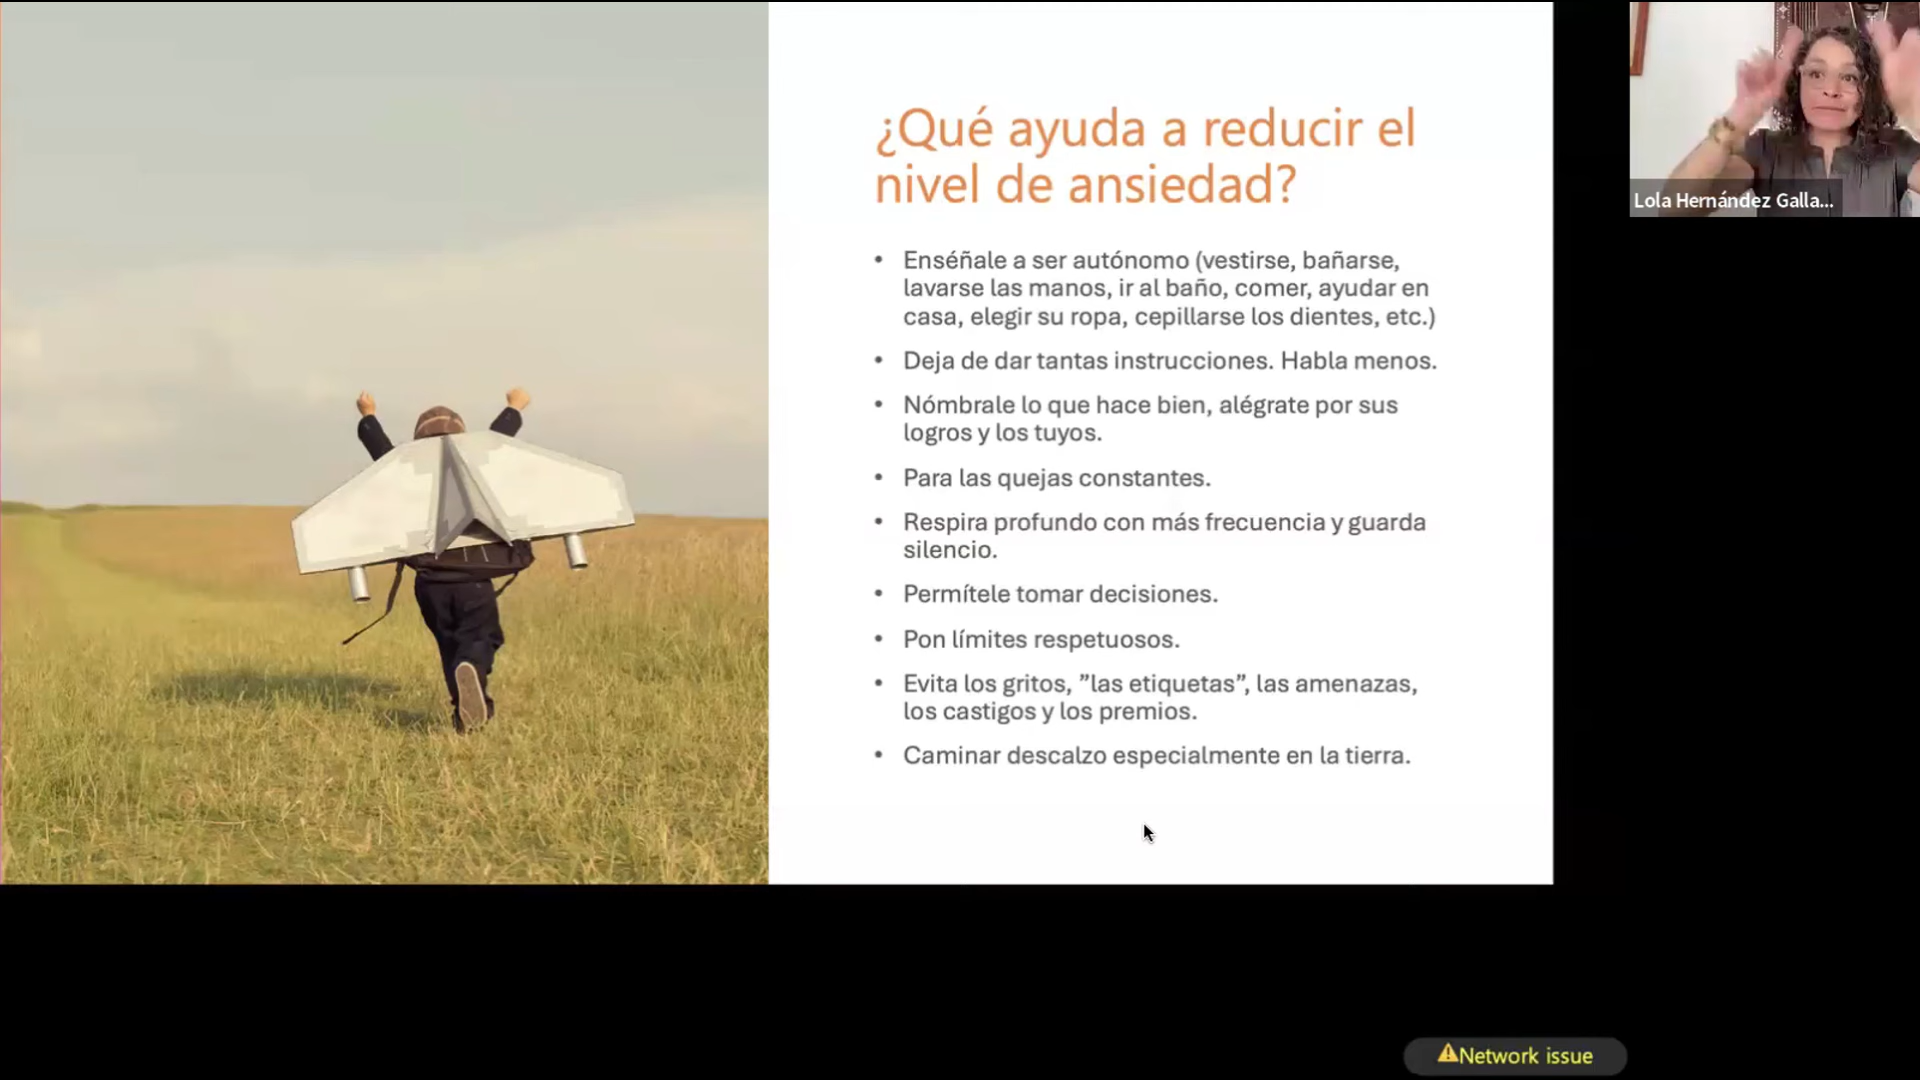 ¿Qué ayuda a reducir el
nivel de ansiedad?
• Enséñale a ser autónomo (vestirse, bañarse,
lavarse las manos, ir al baño, comer, ayudar en
casa, elegir su ropa, cepillarse los dientes, etc.)
• Deja de dar tantas instrucciones. Habla menos.
• Nómbrale lo que hace bien, alégrate por sus
logros y los tuyos.
• Para las quejas constantes.
• Respira profundo con más frecuencia y guarda
silencio.
• Permítele tomar decisiones.
• Pon límites respetuosos.
• Evita los gritos, ”las etiquetas”, las amenazas,
los castigos y los premios.
• Caminar descalzo especialmente en la tierra.
Lola Hernández Galla...
Network issue